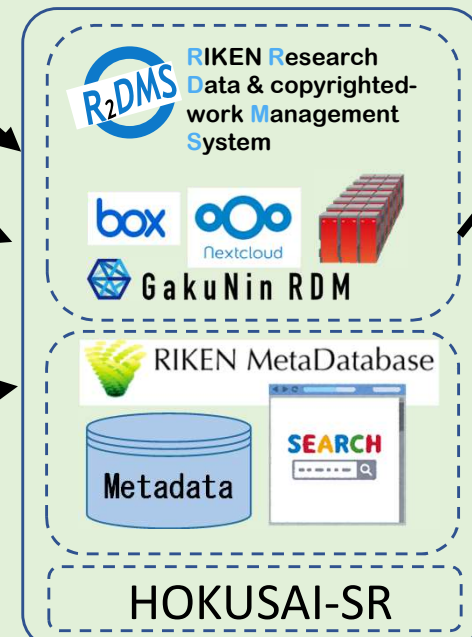 R2DMS
RIKEN Research
Data & copyrighted-
work Management
System
box
Nextcloud
GakuNin RDM
RIKEN MetaDatabase
SEARCH
Metadata
HOKUSAI-SR